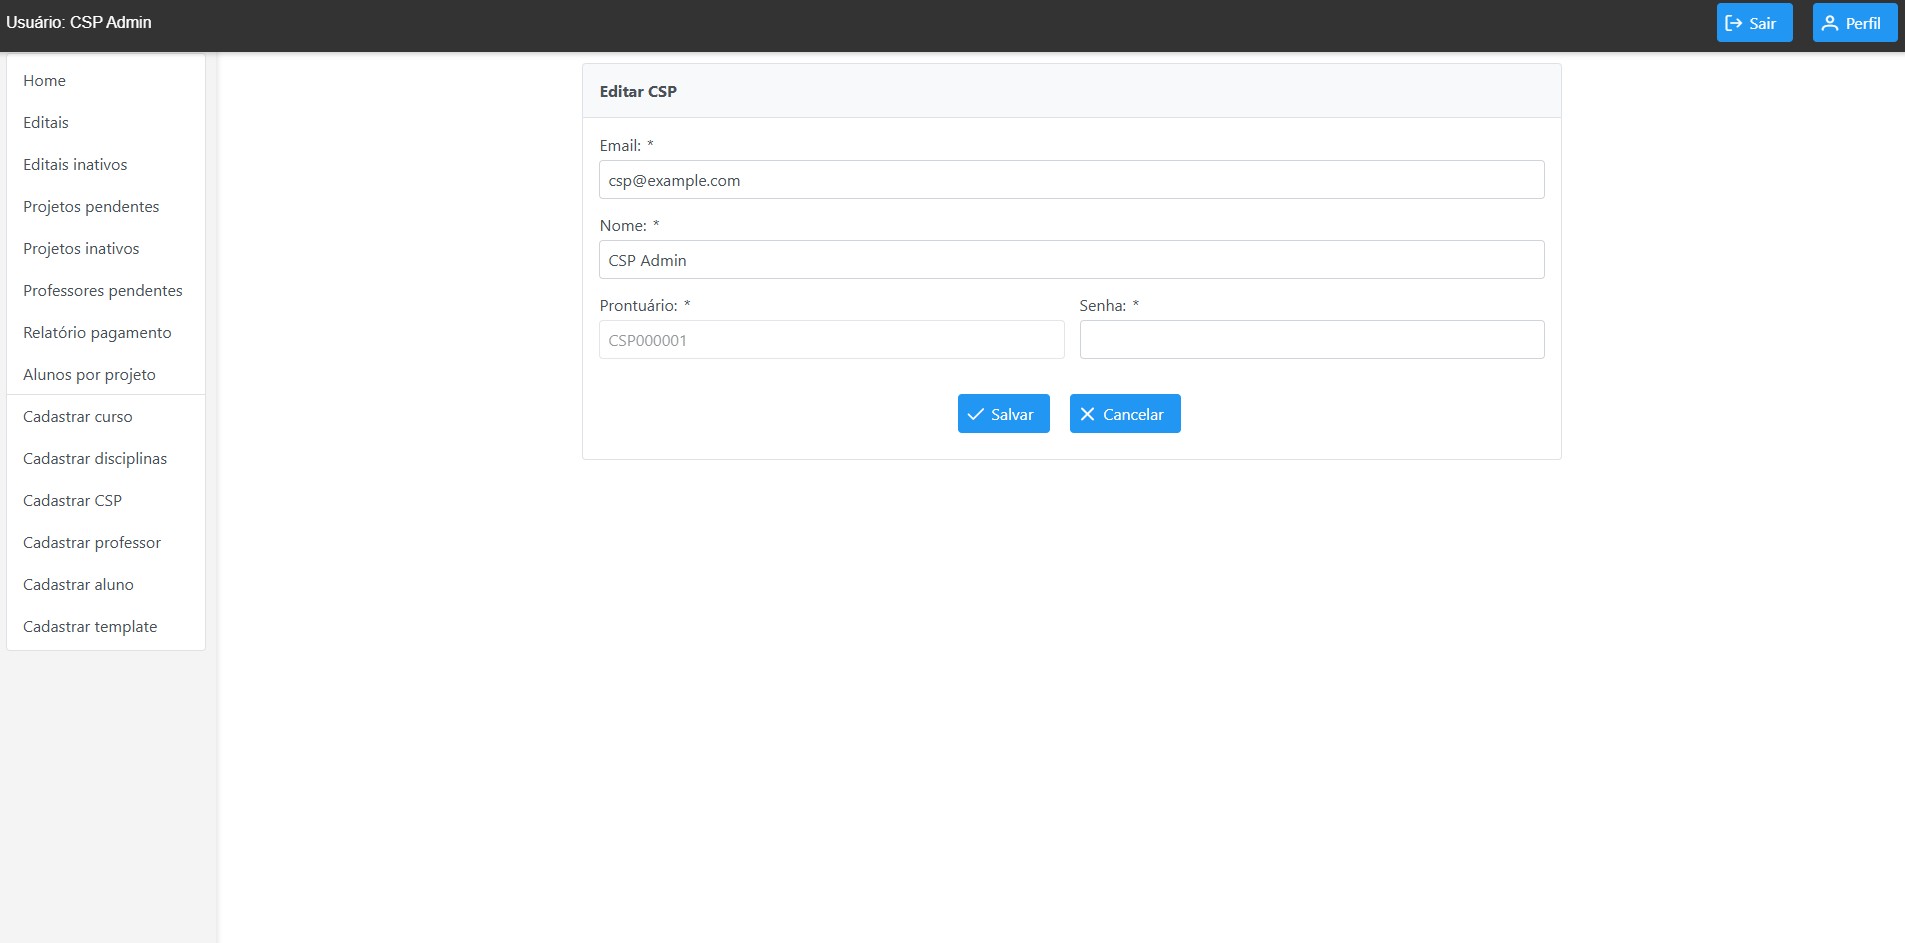 Usuário: CSP Admin
Sair
Perfil
Home
Editais
Editais inativos
Projetos pendentes
Projetos inativos
Professores pendentes
Relatório pagamento
Alunos por projeto
Cadastrar curso
Cadastrar disciplinas
Cadastrar CSP
Cadastrar professor
Cadastrar aluno
Cadastrar template
Editar CSP
Email: *
csp@example.com
Nome: *
CSP Admin
Prontuário: *
CSP000001
Senha: *
Salvar
Cancelar